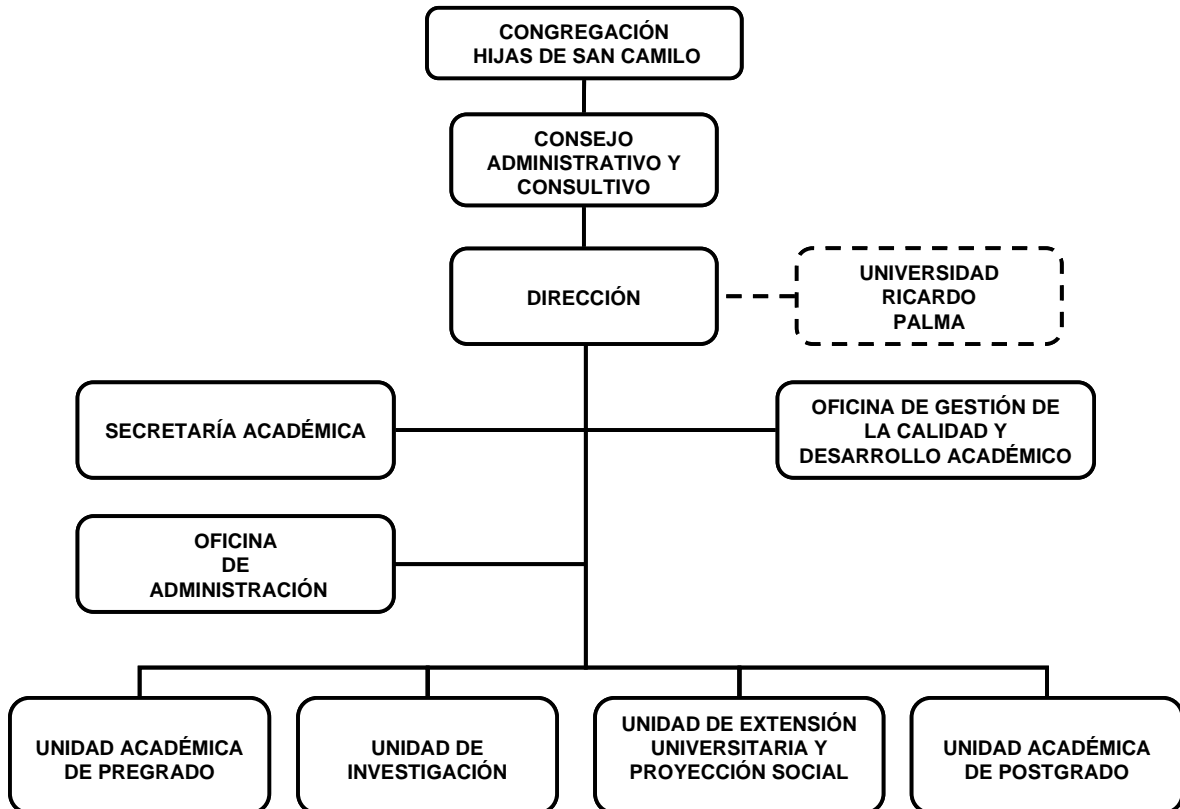 CONGREGACIÓN
HIJAS DE SAN CAMILO
CONSEJO
ADMINISTRATIVO Y
CONSULTIVO
DIRECCIÓN
UNIVERSIDAD
RICARDO
PALMA
SECRETARÍA ACADÉMICA
OFICINA DE GESTIÓN DE
LA CALIDAD Y
DESARROLLO ACADÉMICO
OFICINA
DE
ADMINISTRACIÓN
UNIDAD ACADÉMICA
DE PREGRADO
UNIDAD DE
INVESTIGACIÓN
UNIDAD DE EXTENSIÓN
UNIVERSITARIA Y
PROYECCIÓN SOCIAL
UNIDAD ACADÉMICA
DE POSTGRADO